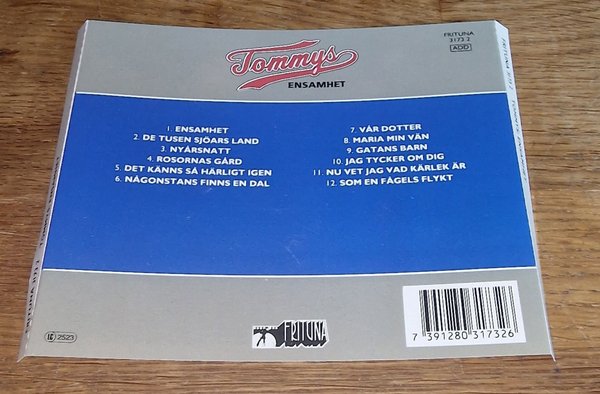 Tommys
ENSAMHET
FRITUNA
3173 2
ADD
1. ENSAMHET
2. DE TUSEN SJÖARS LAND
3. NYÅRSNATT
4. ROSORNAS GÅRD
5. DET KÄNNS SÅ HÄRLIGT IGEN
6. NÅGONSTANS FINNS EN DAL
7. VÅR DOTTER
8. MARIA MIN VÄN
9. GATANS BARN
10. JAG TYCKER OM DIG
11. NU VET JAG VAD KÄRLEK ÄR
12. SOM EN FÅGELS FLYKT
LC 2523
FRITUNA
7 391280 317326